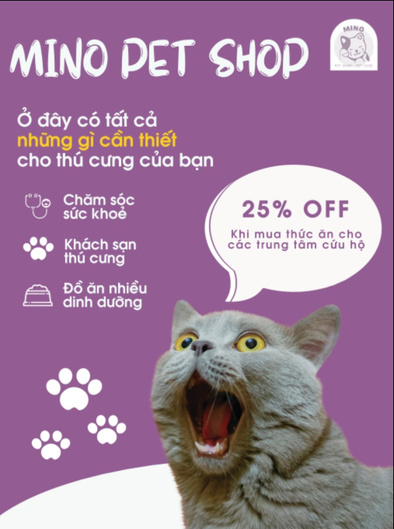 MINO PET SHOP
MINO
Ở đây có tất cả
những gì cần thiết
cho thú cưng của bạn
Chăm sóc
sức khoẻ
Khách sạn
thú cưng
Đồ ăn nhiều
dinh dưỡng
25% OFF
Khi mua thức ăn cho
các trung tâm cứu hộ